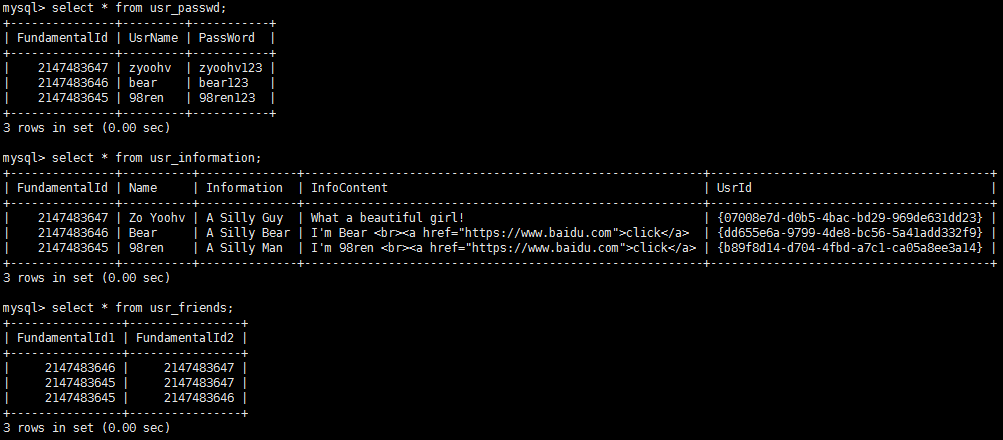 mysql> select * from usr_passwd;
+---------------+---------+-----------+
| FundamentalId | UsrName | PassWord  |
+---------------+---------+-----------+
|    2147483647 | zyoohv  | zyoohv123 |
|    2147483646 | bear    | bear123   |
|    2147483645 | 98ren   | 98ren123  |
+---------------+---------+-----------+
3 rows in set (0.00 sec)

mysql> select * from usr_information;
+---------------+----------+--------------+------------------------------------------------------+----------------------------------------+
| FundamentalId | Name     | Information  | InfoContent                                          | UsrId                                  |
+---------------+----------+--------------+------------------------------------------------------+----------------------------------------+
|    2147483647 | Zo Yoohv | A Silly Guy  | What a beautiful girl!                               | {07008e7d-d0b5-4bac-bd29-969de631dd23} |
|    2147483646 | Bear     | A Silly Bear | I'm Bear <br><a href="https://www.baidu.com">click</a>  | {dd655e6a-9799-4de8-bc56-5a41add332f9} |
|    2147483645 | 98ren    | A Silly Man  | I'm 98ren <br><a href="https://www.baidu.com">click</a> | {b89f8d14-d704-4fbd-a7c1-ca05a8ee3a14} |
+---------------+----------+--------------+------------------------------------------------------+----------------------------------------+
3 rows in set (0.00 sec)

mysql> select * from usr_friends;
+----------------+----------------+
| FundamentalId1 | FundamentalId2 |
+----------------+----------------+
|     2147483646 |     2147483647 |
|     2147483645 |     2147483647 |
|     2147483645 |     2147483646 |
+----------------+----------------+
3 rows in set (0.00 sec)